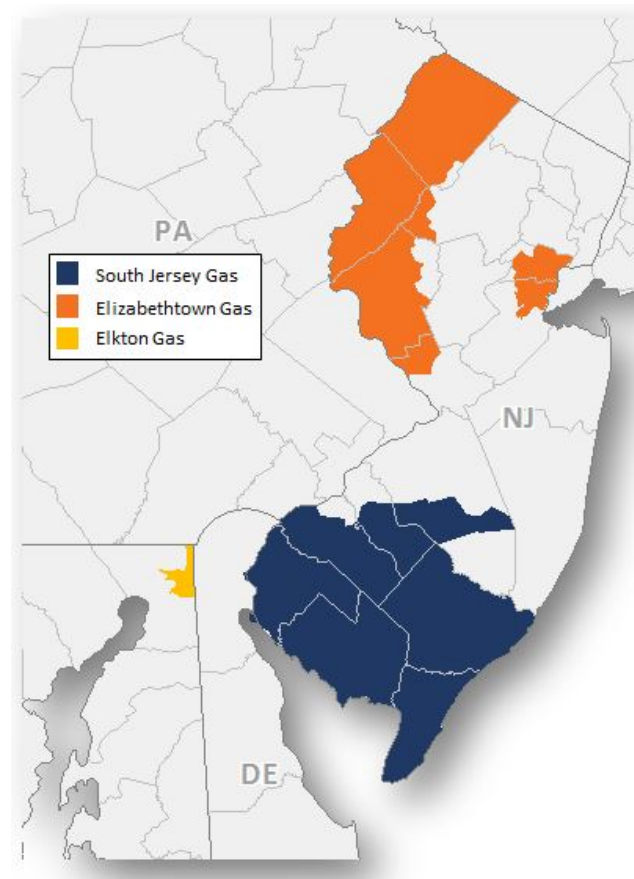 PA
South Jersey Gas
Elizabethtown Gas
Elkton Gas
NJ
DE